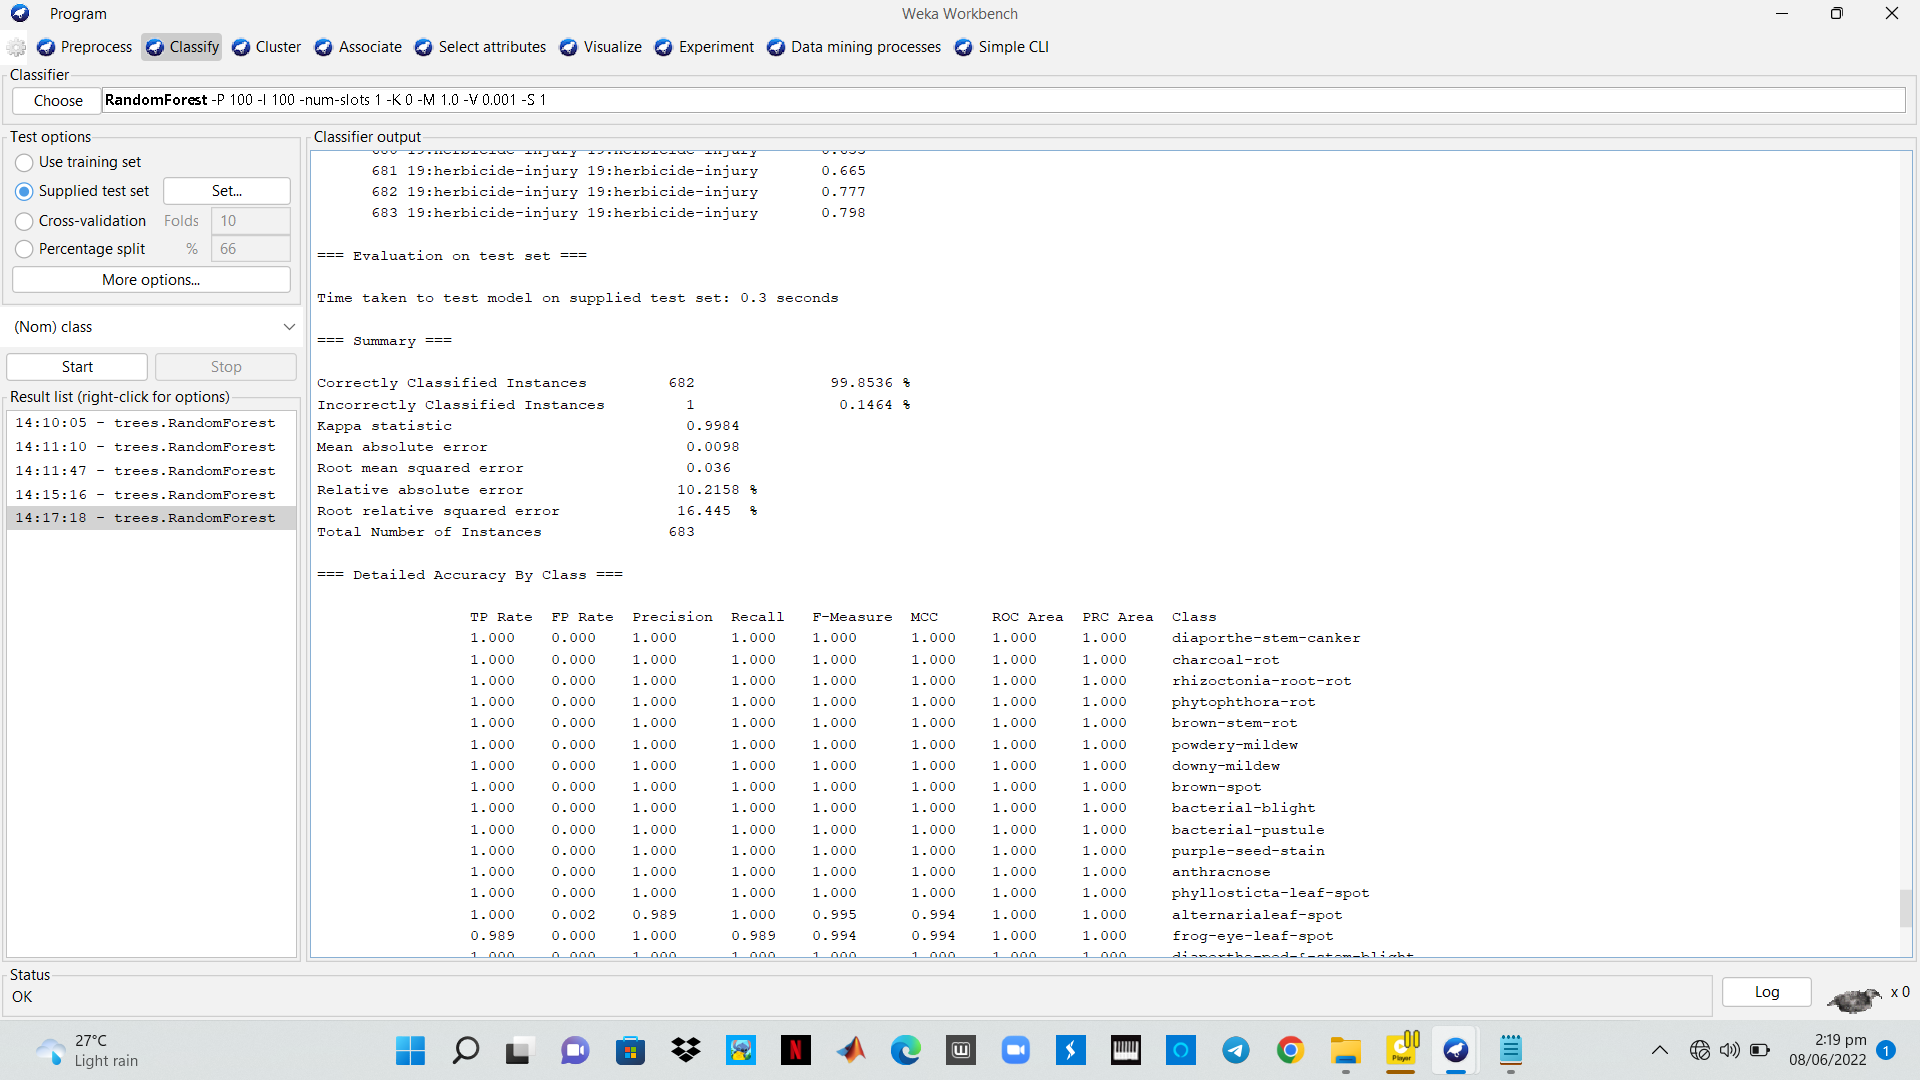 Program
Weka Workbench
Preprocess Classify Cluster Associate Select attributes Visualize Experiment Data mining processes Simple CLI
Classifier
Choose RandomForest -P 100 -I 100 -num-slots 1 -K 0 -M 1.0 -V 0.001 -S 1
Test options
Use training set
Supplied test set Set...
Cross-validation Folds 10
Percentage split % 66
More options...
(Nom) class
Start Stop
Result list (right-click for options)
14:10:05 - trees.RandomForest
14:11:10 - trees.RandomForest
14:11:47 - trees.RandomForest
14:15:16 - trees.RandomForest
14:17:18 - trees.RandomForest
Classifier output
681 19:herbicide-injury 19:herbicide-injury 0.665
682 19:herbicide-injury 19:herbicide-injury 0.777
683 19:herbicide-injury 19:herbicide-injury 0.798
=== Evaluation on test set ===
Time taken to test model on supplied test set: 0.3 seconds
=== Summary ===
Correctly Classified Instances 682 99.8536 %
Incorrectly Classified Instances 1 0.1464 %
Kappa statistic 0.9984
Mean absolute error 0.0098
Root mean squared error 0.036
Relative absolute error 10.2158 %
Root relative squared error 16.445 %
Total Number of Instances 683
=== Detailed Accuracy By Class ===
TP Rate FP Rate Precision Recall F-Measure MCC ROC Area PRC Area Class
1.000 0.000 1.000 1.000 1.000 1.000 1.000 1.000 diaporthe-stem-canker
1.000 0.000 1.000 1.000 1.000 1.000 1.000 1.000 charcoal-rot
1.000 0.000 1.000 1.000 1.000 1.000 1.000 1.000 rhizoctonia-root-rot
1.000 0.000 1.000 1.000 1.000 1.000 1.000 1.000 phytophthora-rot
1.000 0.000 1.000 1.000 1.000 1.000 1.000 1.000 brown-stem-rot
1.000 0.000 1.000 1.000 1.000 1.000 1.000 1.000 powdery-mildew
1.000 0.000 1.000 1.000 1.000 1.000 1.000 1.000 downy-mildew
1.000 0.000 1.000 1.000 1.000 1.000 1.000 1.000 brown-spot
1.000 0.000 1.000 1.000 1.000 1.000 1.000 1.000 bacterial-blight
1.000 0.000 1.000 1.000 1.000 1.000 1.000 1.000 bacterial-pustule
1.000 0.000 1.000 1.000 1.000 1.000 1.000 1.000 purple-seed-stain
1.000 0.000 1.000 1.000 1.000 1.000 1.000 1.000 anthracnose
1.000 0.000 1.000 1.000 1.000 1.000 1.000 1.000 phyllosticta-leaf-spot
1.000 0.002 0.989 1.000 0.995 0.994 1.000 1.000 alternarialeaf-spot
0.989 0.000 1.000 0.989 0.994 0.994 1.000 1.000 frog-eye-leaf-spot
Status
OK
Log
x 0
27°C
Light rain
Player
2:19 pm
08/06/2022
1